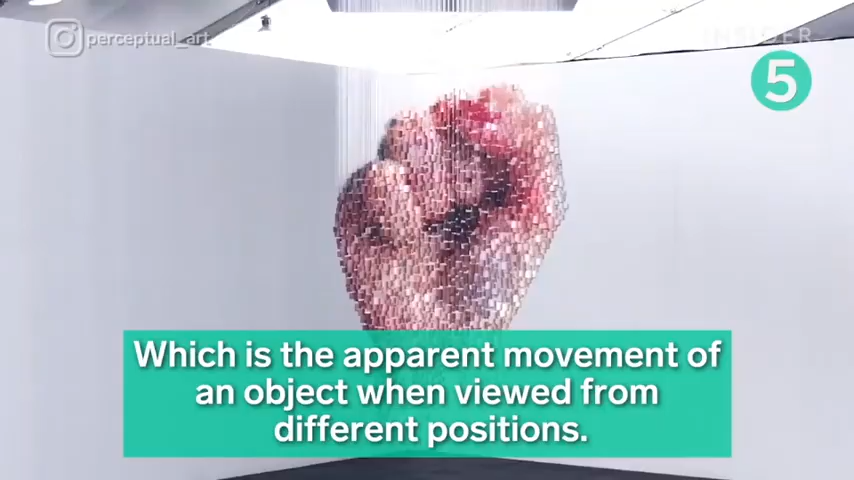 perceptual_art
INSIDER
5
Which is the apparent movement of
an object when viewed from
different positions.